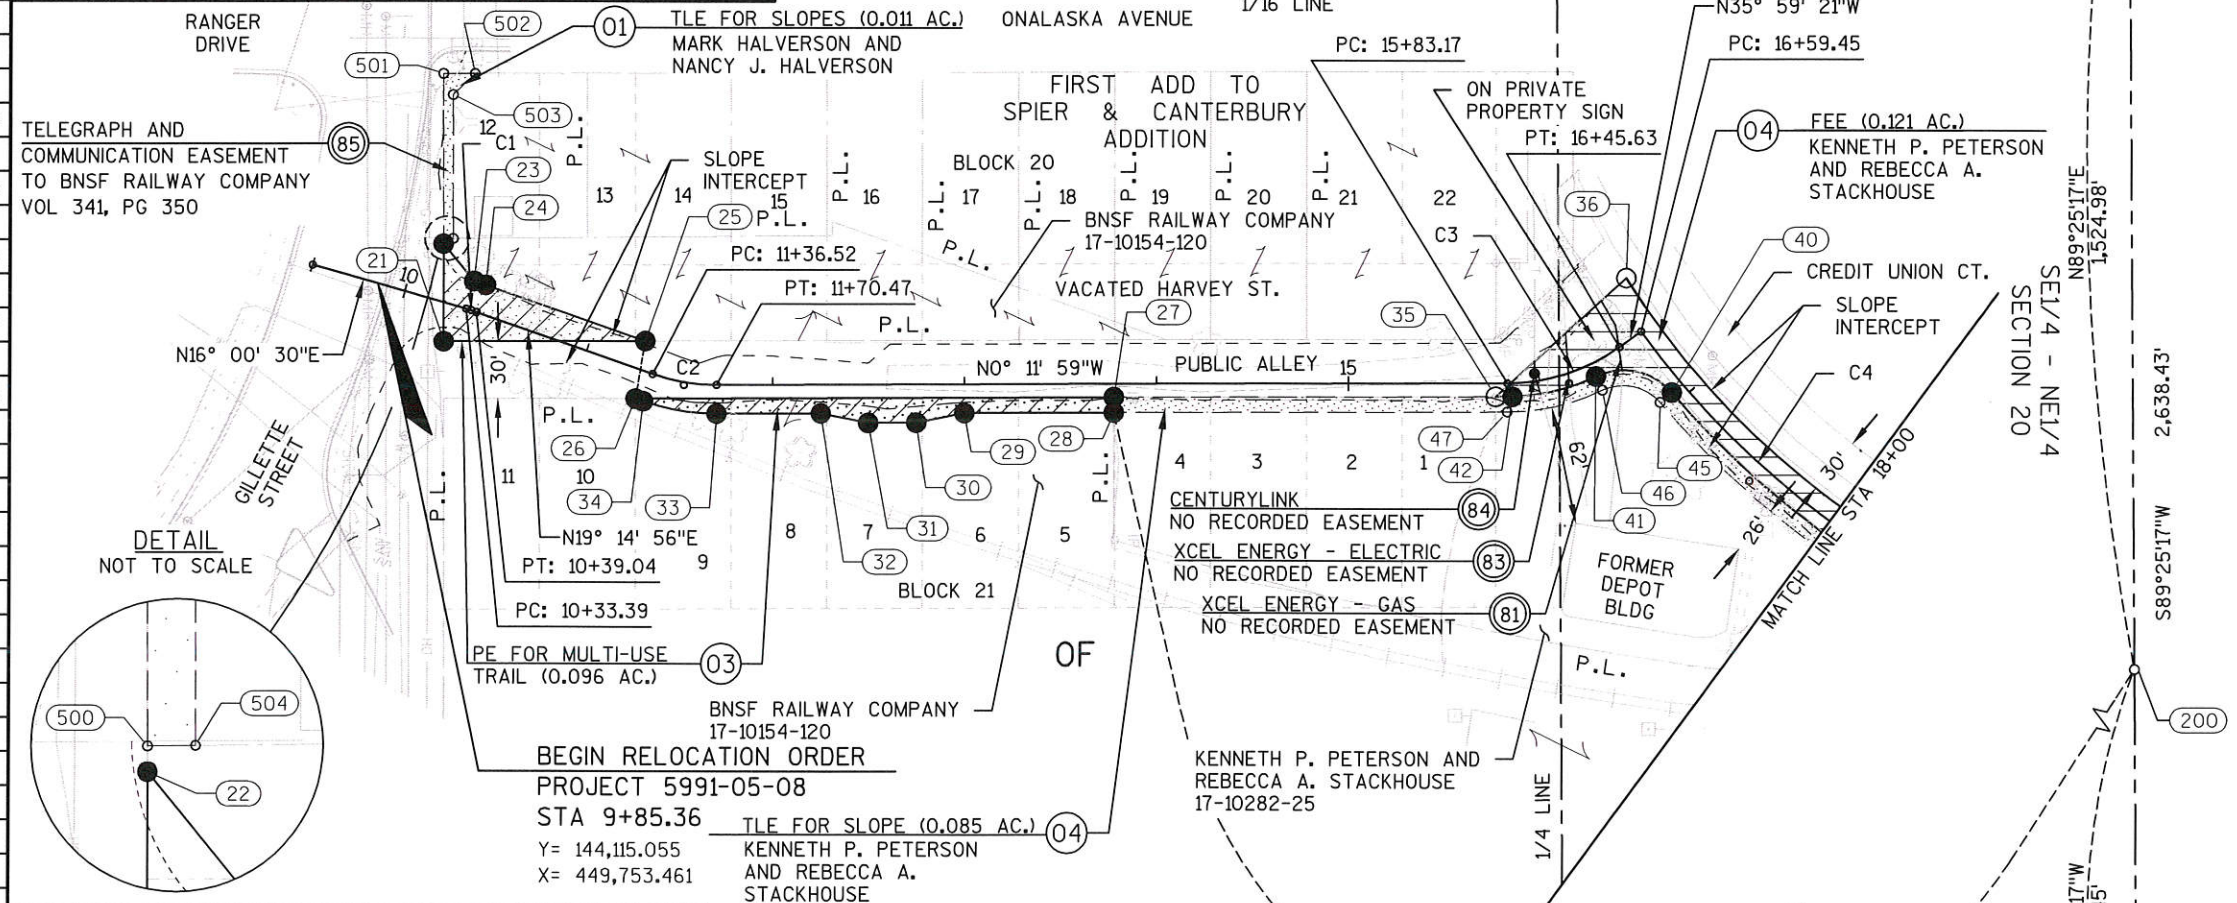 RANGER
DRIVE
502
501
01
TLE FOR SLOPES (0.011 AC.)
MARK HALVERSON AND
NANCY J. HALVERSON
ONALASKA AVENUE
1/16 LINE
PC: 15+83.17
N35° 59' 21"W
PC: 16+59.45
503
FIRST ADD TO
SPIER & CANTERBURY
ADDITION
ON PRIVATE
PROPERTY SIGN
PT: 16+45.63
04
FEE (0.121 AC.)
KENNETH P. PETERSON
AND REBECCA A.
STACKHOUSE
TELEGRAPH AND
COMMUNICATION EASEMENT
TO BNSF RAILWAY COMPANY
VOL 341, PG 350
85
12
C1
P.L.
23
24
SLOPE
INTERCEPT
BLOCK 20
13
14
15
P.L.
16
P.L.
17
P.L.
18
P.L.
19
P.L.
20
P.L.
21
22
25
P.L.
BNSF RAILWAY COMPANY
17-10154-120
P.L.
C3
36
40
CREDIT UNION CT.
SLOPE
INTERCEPT
21
10
PC: 11+36.52
PT: 11+70.47
VACATED HARVEY ST.
27
P.L.
35
N16° 00' 30"E
30'
C2
N0° 11' 59"W
PUBLIC ALLEY
15
C4
N89°25'17"E
1,524.98'
SE1/4 - NE1/4
SECTION 20
2,638.43'
S89°25'17"W
GILLETTE
STREET
P.L.
P.L.
26
34
33
11
10
9
8
7
6
5
4
3
2
1
32
31
30
29
28
P.L.
47
42
62'
45
46
41
30'
26'
MATCH LINE STA 18+00
DETAIL
NOT TO SCALE
N19° 14' 56"E
PT: 10+39.04
PC: 10+33.39
BLOCK 21
CENTURYLINK
NO RECORDED EASEMENT
84
XCEL ENERGY - ELECTRIC
NO RECORDED EASEMENT
83
XCEL ENERGY - GAS
NO RECORDED EASEMENT
81
FORMER
DEPOT
BLDG
P.L.
PE FOR MULTI-USE
TRAIL (0.096 AC.)
03
OF
500
504
22
BNSF RAILWAY COMPANY
17-10154-120
BEGIN RELOCATION ORDER
PROJECT 5991-05-08
STA 9+85.36
Y= 144,115.055
X= 449,753.461
TLE FOR SLOPE (0.085 AC.)
04
KENNETH P. PETERSON
AND REBECCA A.
STACKHOUSE
KENNETH P. PETERSON AND
REBECCA A. STACKHOUSE
17-10282-25
1/4 LINE
200
17"W
5'